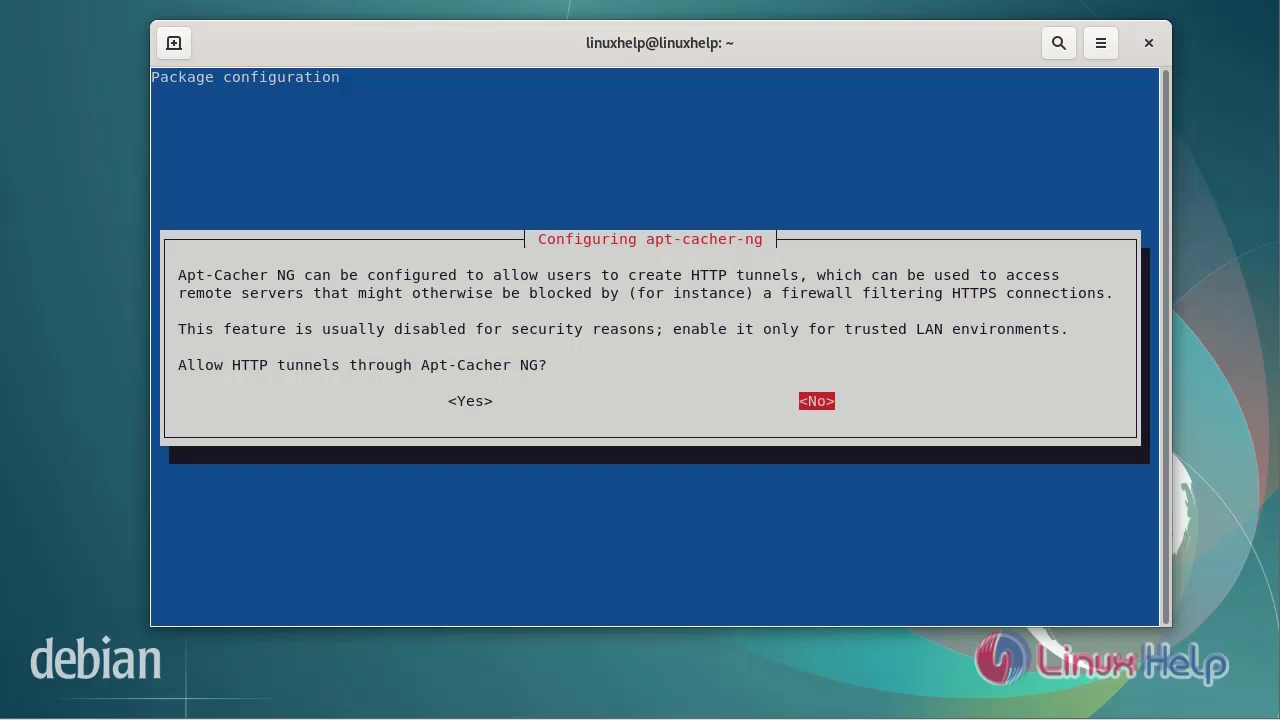 linuxhelp@linuxhelp: ~
Package configuration
Configuring apt-cacher-ng
Apt-Cacher NG can be configured to allow users to create HTTP tunnels, which can be used to access
remote servers that might otherwise be blocked by (for instance) a firewall filtering HTTPS connections.
This feature is usually disabled for security reasons; enable it only for trusted LAN environments.
Allow HTTP tunnels through Apt-Cacher NG?
<Yes> <No>
debian
Linux Help